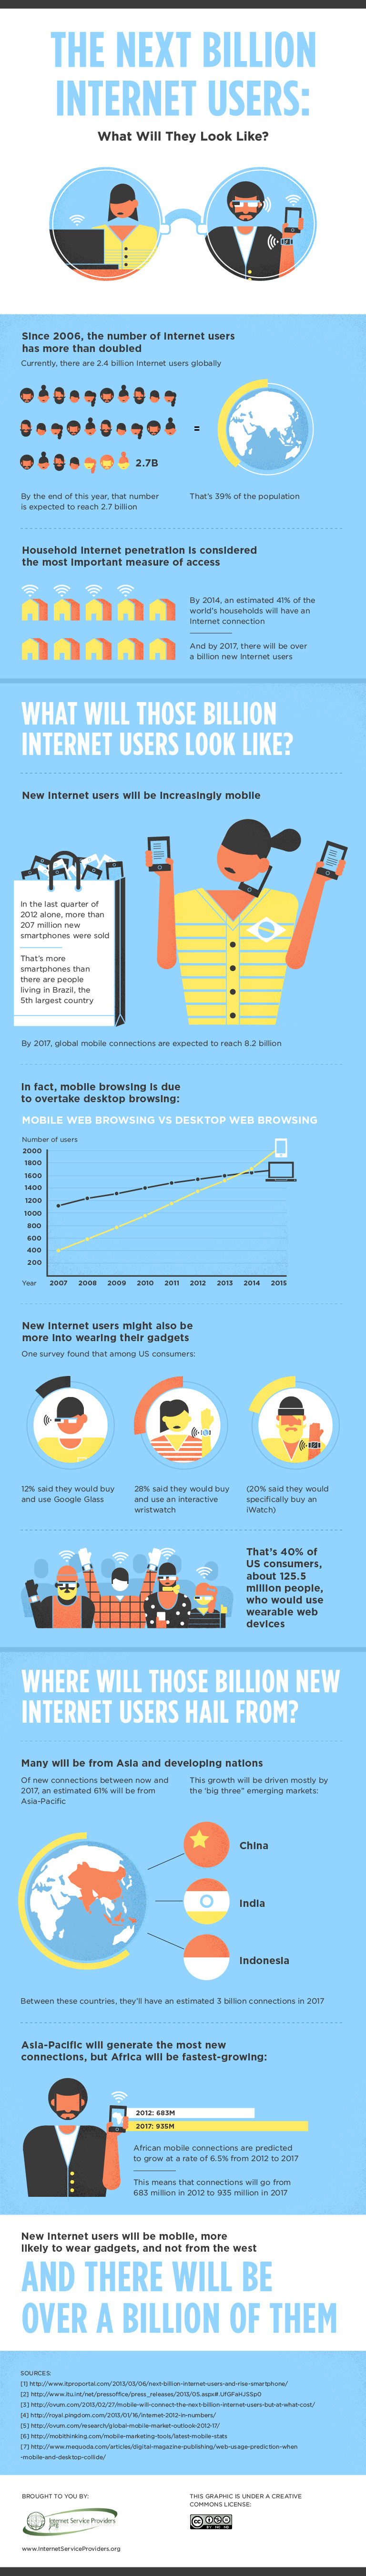 THE NEXT BILLION
INTERNET USERS:
What Will They Look Like?
Since 2006, the number of Internet users
has more than doubled
Currently, there are 2.4 billion Internet users globally
=
2.7B
By the end of this year, that number
is expected to reach 2.7 billion
That's 39% of the population
Household Internet penetration is considered
the most important measure of access
By 2014, an estimated 41% of the
world's households will have an
Internet connection
And by 2017, there will be over
a billion new Internet users
WHAT WILL THOSE BILLION
INTERNET USERS LOOK LIKE?
New Internet users will be increasingly mobile
In the last quarter of
2012 alone, more than
207 million new
smartphones were sold
That's more
smartphones than
there are people
living in Brazil, the
5th largest country
By 2017, global mobile connections are expected to reach 8.2 billion
In fact, mobile browsing is due
to overtake desktop browsing:
MOBILE WEB BROWSING VS DESKTOP WEB BROWSING
Number of users
2000
1800
1600
1400
1200
1000
800
600
400
200
Year 2007 2008 2009 2010 2011 2012 2013 2014 2015
New Internet users might also be
more into wearing their gadgets
One survey found that among US consumers:
12% said they would buy
and use Google Glass
28% said they would buy
and use an interactive
wristwatch
(20% said they would
specifically buy an
iWatch)
That's 40% of
US consumers,
about 125.5
million people,
who would use
wearable web
devices
WHERE WILL THOSE BILLION NEW
INTERNET USERS HAIL FROM?
Many will be from Asia and developing nations
Of new connections between now and
2017, an estimated 61% will be from
Asia-Pacific
This growth will be driven mostly by
the 'big three" emerging markets:
China
India
Indonesia
Between these countries, they'll have an estimated 3 billion connections in 2017
Asia-Pacific will generate the most new
connections, but Africa will be fastest-growing:
2012: 683M
2017: 935M
African mobile connections are predicted
to grow at a rate of 6.5% from 2012 to 2017
This means that connections will go from
683 million in 2012 to 935 million in 2017
New Internet users will be mobile, more
likely to wear gadgets, and not from the west
AND THERE WILL BE
OVER A BILLION OF THEM
SOURCES:
[1] http://www.itproportal.com/2013/03/06/next-billion-internet-users-and-rise-smartphone/
[2] http://www.itu.int/net/pressoffice/press_releases/2013/05.aspx#.UfGFaHJSSp0
[3] http://ovum.com/2013/02/27/mobile-will-connect-the-next-billion-internet-users-but-at-what-cost/
[4] http://royal.pingdom.com/2013/01/16/internet-2012-in-numbers/
[5] http://ovum.com/research/global-mobile-market-outlook-2012-17/
[6] http://mobithinking.com/mobile-marketing-tools/latest-mobile-stats
[7] http://www.mequoda.com/articles/digital-magazine-publishing/web-usage-prediction-when
-mobile-and-desktop-collide/
BROUGHT TO YOU BY:
Internet Service Providers
.org
www.InternetServiceProviders.org
THIS GRAPHIC IS UNDER A CREATIVE
COMMONS LICENSE:
cc
BY NC ND